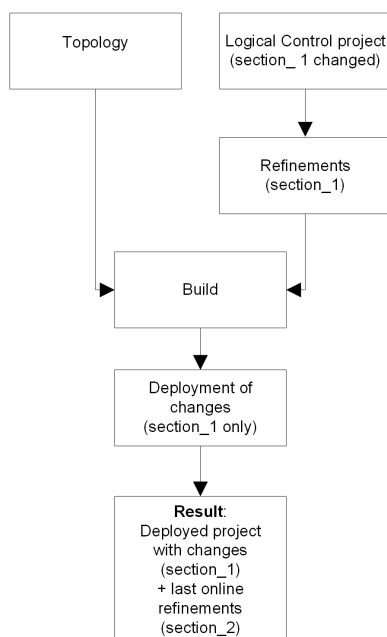 Topology
Logical Control project
(section_ 1 changed)
Refinements
(section_1)
Build
Deployment of
changes
(section_1 only)
Result:
Deployed project
with changes
(section_1)
+ last online
refinements
(section_2)